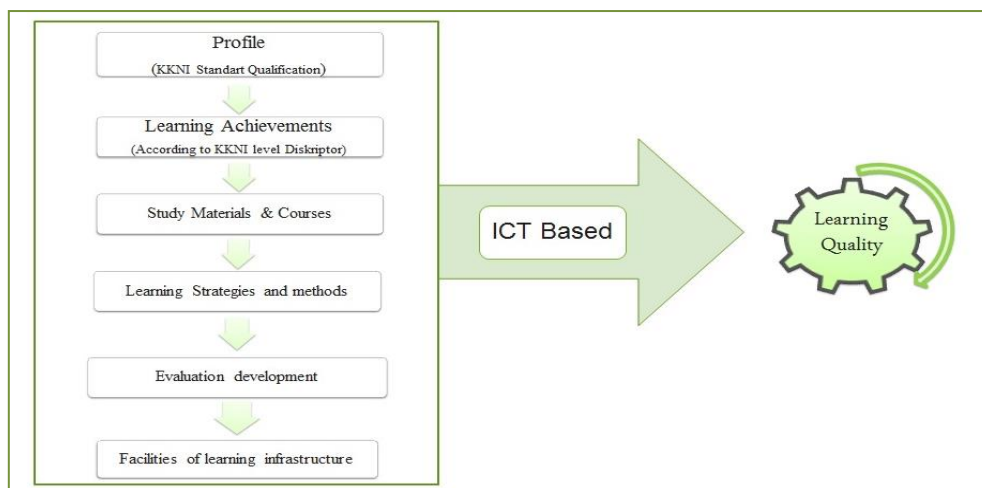 Profile
(KKNI Standart Qualification)
Learning Achievements
(According to KKNI level Diskriptor)
Study Materials & Courses
Learning Strategies and methods
Evaluation development
Facilities of learning infrastructure
ICT Based
Learning
Quality